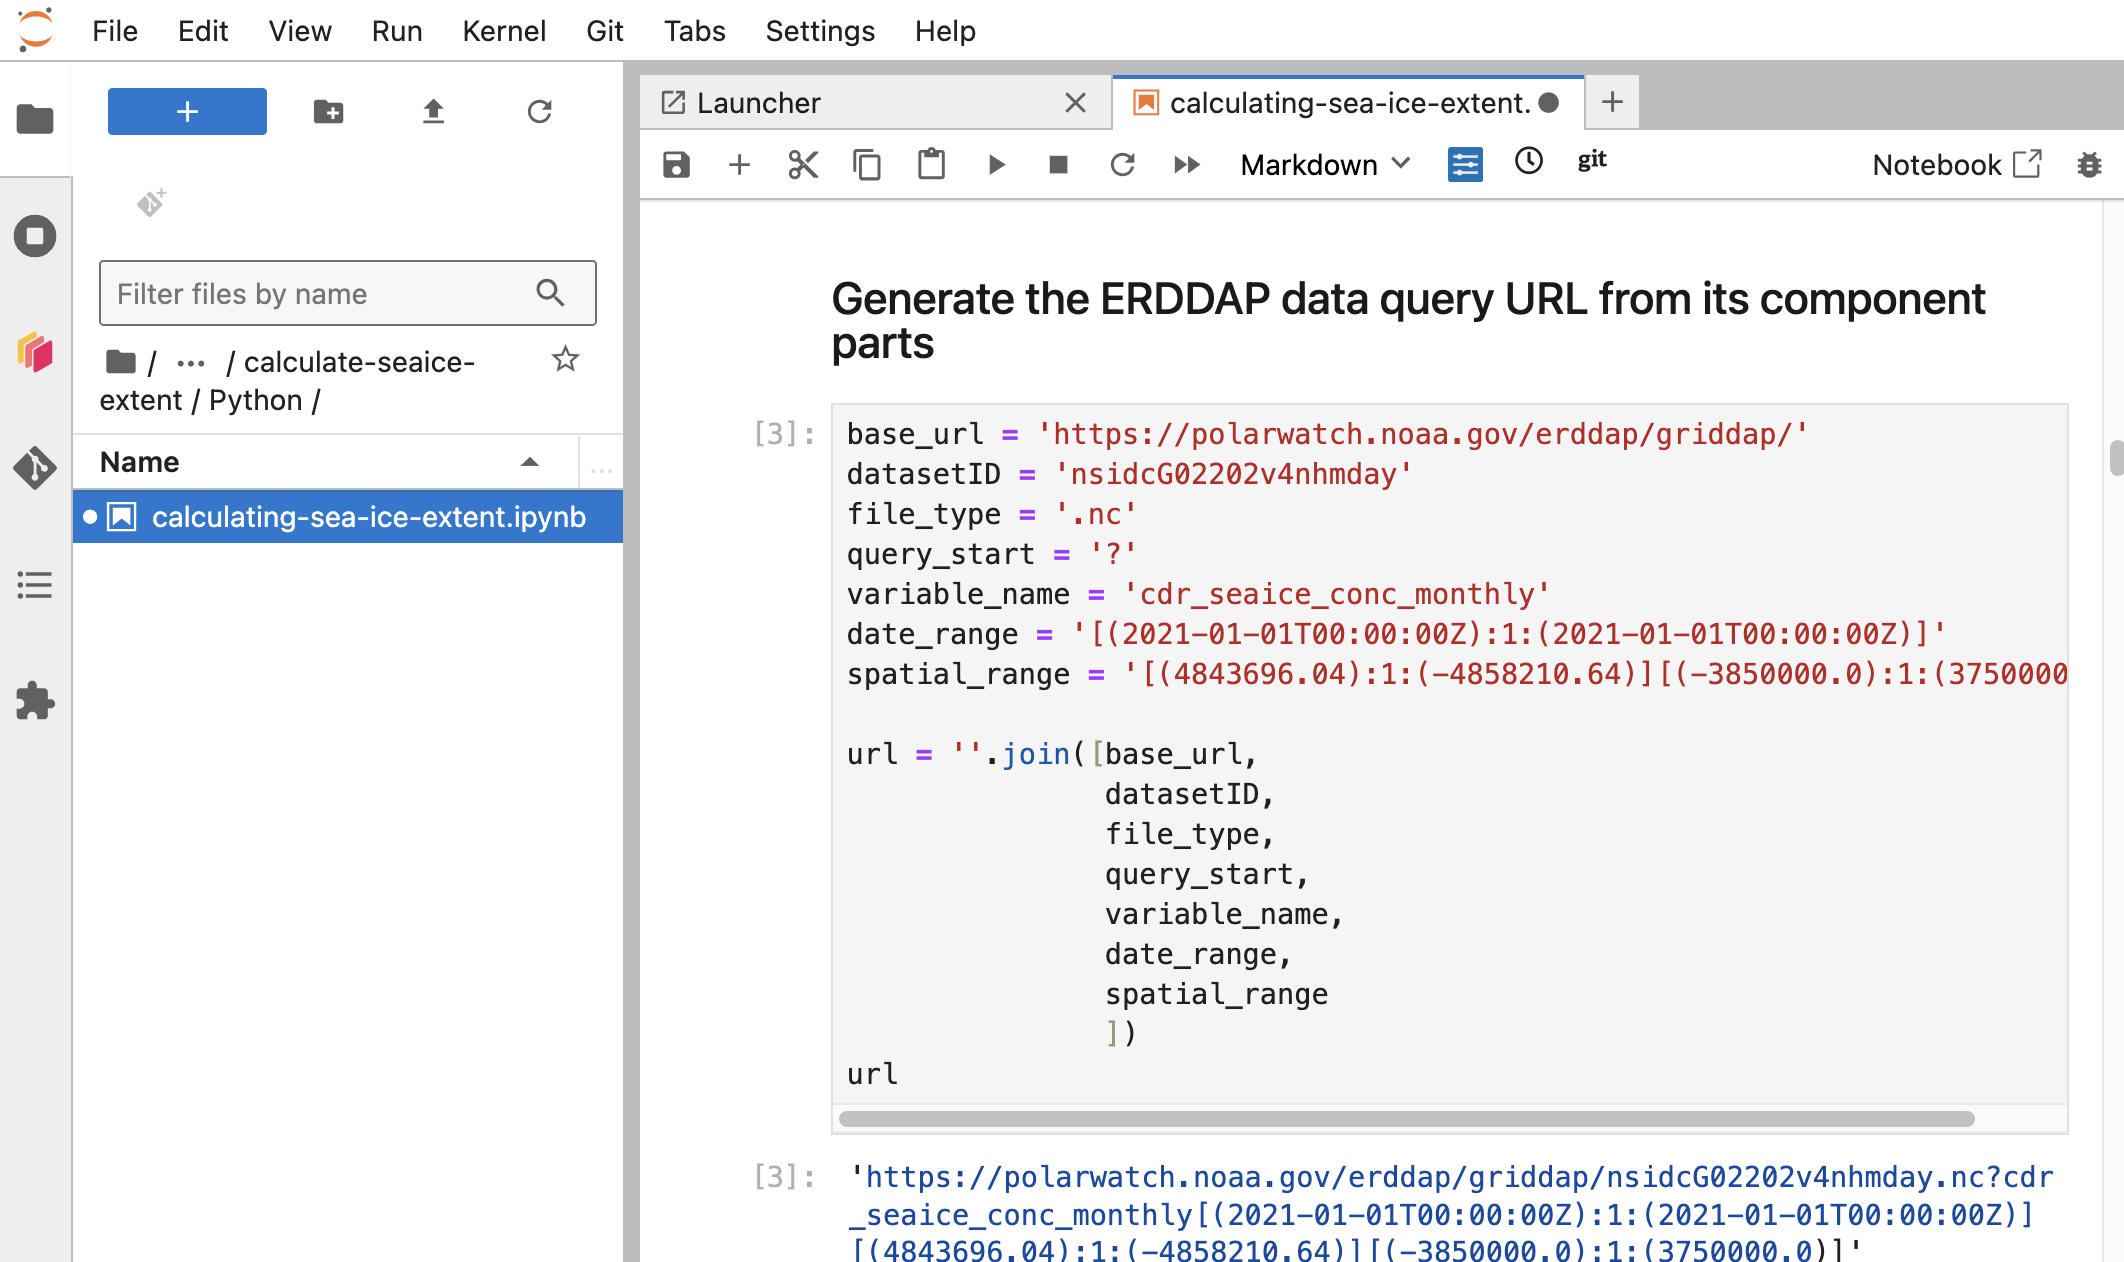 File Edit View Run Kernel Git Tabs Settings Help
Filter files by name
/ ··· / calculate-seaice-
extent / Python /
Name
...
calculating-sea-ice-extent.ipynb
Launcher
calculating-sea-ice-extent.
Markdown
git
Notebook
Generate the ERDDAP data query URL from its component
parts
[3]:
base_url = 'https://polarwatch.noaa.gov/erddap/griddap/'
datasetID = 'nsidcG02202v4nhmday'
file_type = '.nc'
query_start = '?'
variable_name = 'cdr_seaice_conc_monthly'
date_range = '[(2021-01-01T00:00:00Z):1:(2021-01-01T00:00:00Z)]'
spatial_range = '[(4843696.04):1:(-4858210.64)][(-3850000.0):1:(3750000
url = ''.join([base_url,
datasetID,
file_type,
query_start,
variable_name,
date_range,
spatial_range
])
url
[3]:
'https://polarwatch.noaa.gov/erddap/griddap/nsidcG02202v4nhmday.nc?cdr
_seaice_conc_monthly[(2021-01-01T00:00:00Z):1:(2021-01-01T00:00:00Z)]
[(4843696.04):1:(-4858210.64)][(-3850000.0):1:(3750000.0)]'